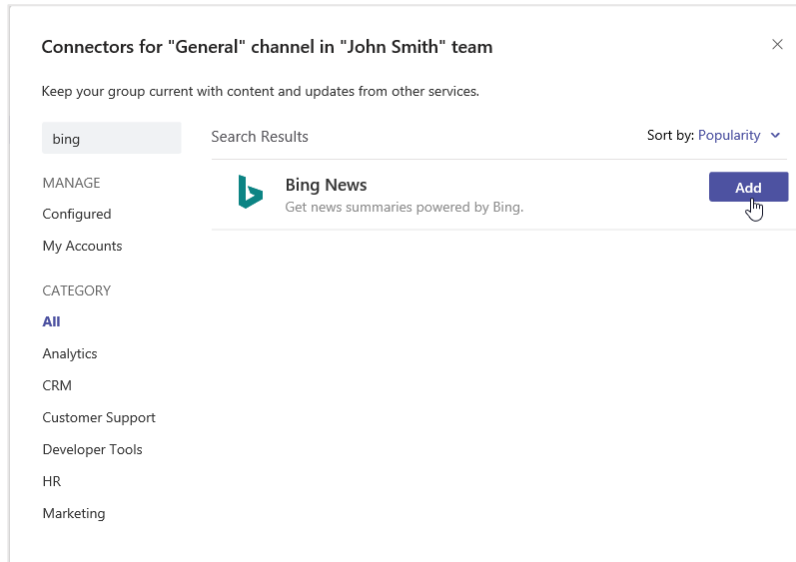 Connectors for "General" channel in "John Smith" team
Keep your group current with content and updates from other services.
bing
Search Results
Sort by: Popularity
MANAGE
Configured
My Accounts
Bing News
Get news summaries powered by Bing.
Add
CATEGORY
All
Analytics
CRM
Customer Support
Developer Tools
HR
Marketing